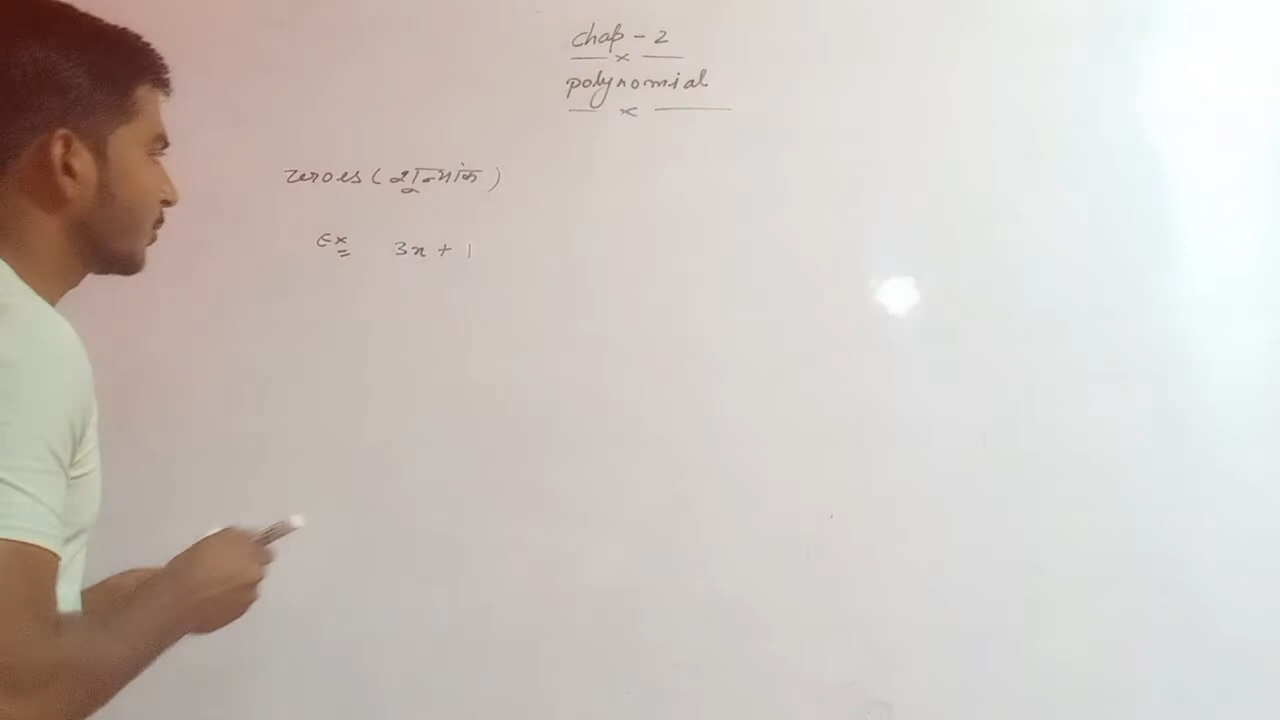 chap - 2
polynomial
zeroes (शून्यांक)
Ex 3x + 1